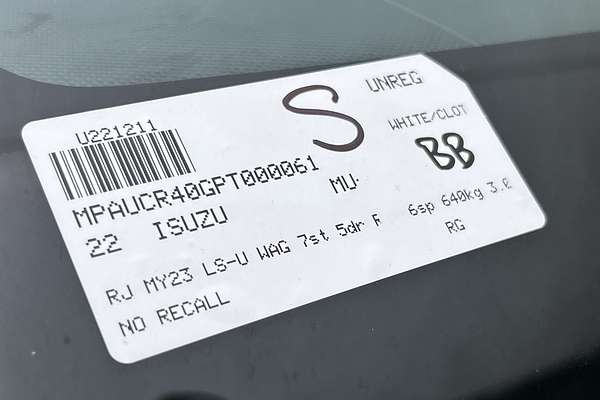 U221211
S
UNREG
MPAUCR40GPT000061
WHITE/CLOT
22 ISUZU
MU-
BB
RJ MY23 LS-U WAG 7st 5dr
6sp 640kg 3.0
NO RECALL
RG